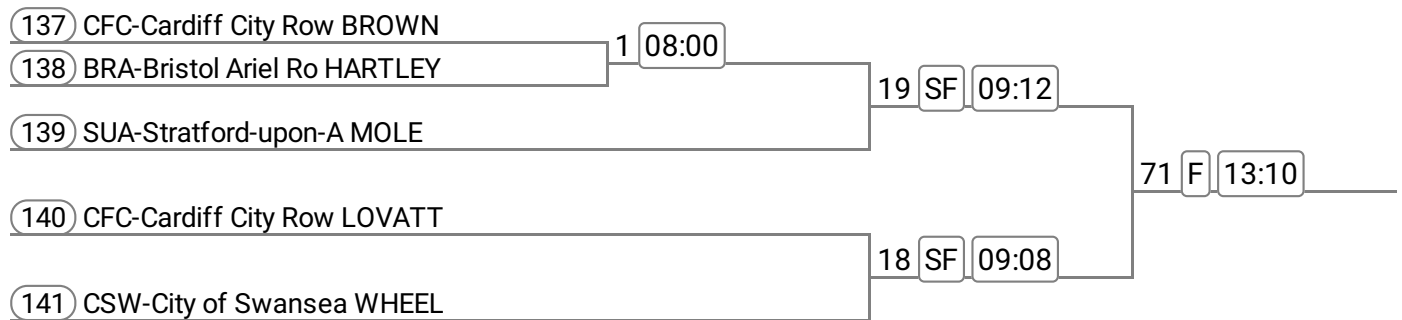 137 CFC-Cardiff City Row BROWN
1 08:00
138 BRA-Bristol Ariel Ro HARTLEY
19 SF 09:12
139 SUA-Stratford-upon-A MOLE
71 F 13:10
140 CFC-Cardiff City Row LOVATT
18 SF 09:08
141 CSW-City of Swansea WHEEL